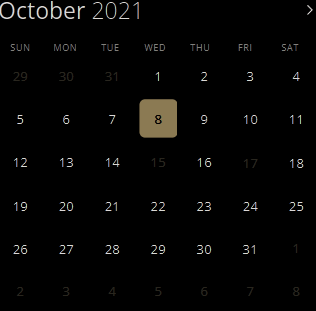 October 2021
SUN MON TUE WED THU FRI SAT
29 30 31 1 2 3 4
5 6 7 8 9 10 11
12 13 14 15 16 17 18
19 20 21 22 23 24 25
26 27 28 29 30 31 1
2 3 4 5 6 7 8